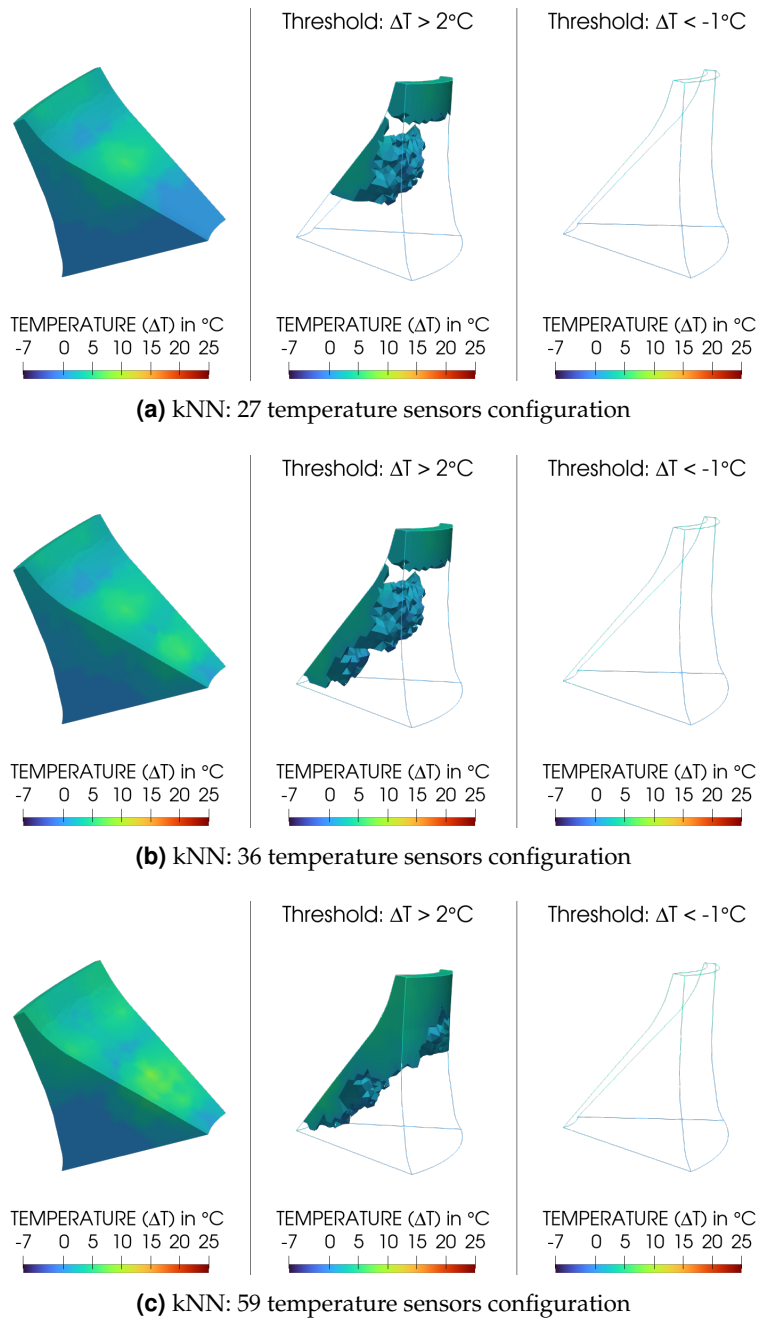 Threshold: ΔT > 2°C
Threshold: ΔT < -1°C
TEMPERATURE (ΔT) in °C
-7 0 5 10 15 20 25
TEMPERATURE (ΔT) in °C
-7 0 5 10 15 20 25
TEMPERATURE (ΔT) in °C
-7 0 5 10 15 20 25
(a) kNN: 27 temperature sensors configuration
Threshold: ΔT > 2°C
Threshold: ΔT < -1°C
TEMPERATURE (ΔT) in °C
-7 0 5 10 15 20 25
TEMPERATURE (ΔT) in °C
-7 0 5 10 15 20 25
TEMPERATURE (ΔT) in °C
-7 0 5 10 15 20 25
(b) kNN: 36 temperature sensors configuration
Threshold: ΔT > 2°C
Threshold: ΔT < -1°C
TEMPERATURE (ΔT) in °C
-7 0 5 10 15 20 25
TEMPERATURE (ΔT) in °C
-7 0 5 10 15 20 25
TEMPERATURE (ΔT) in °C
-7 0 5 10 15 20 25
(c) kNN: 59 temperature sensors configuration